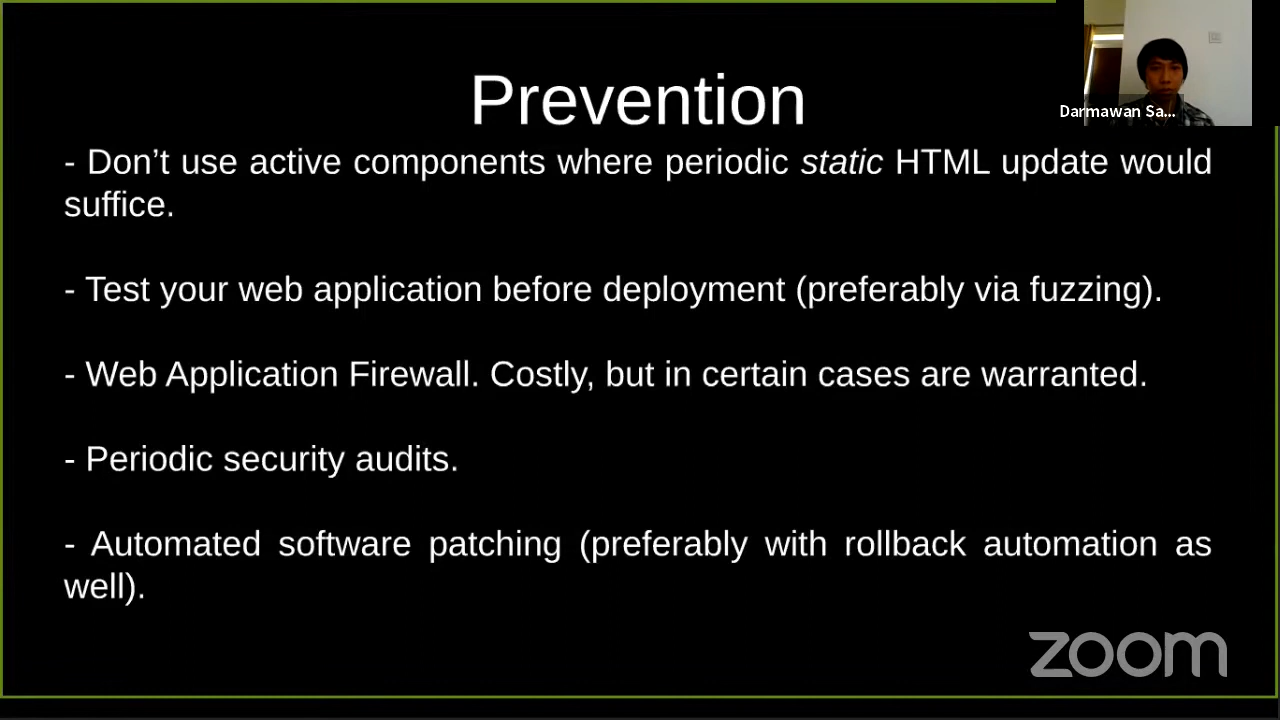 Prevention
Darmawan Sa...
- Don’t use active components where periodic static HTML update would
suffice.
- Test your web application before deployment (preferably via fuzzing).
- Web Application Firewall. Costly, but in certain cases are warranted.
- Periodic security audits.
- Automated software patching (preferably with rollback automation as
well).
zoom